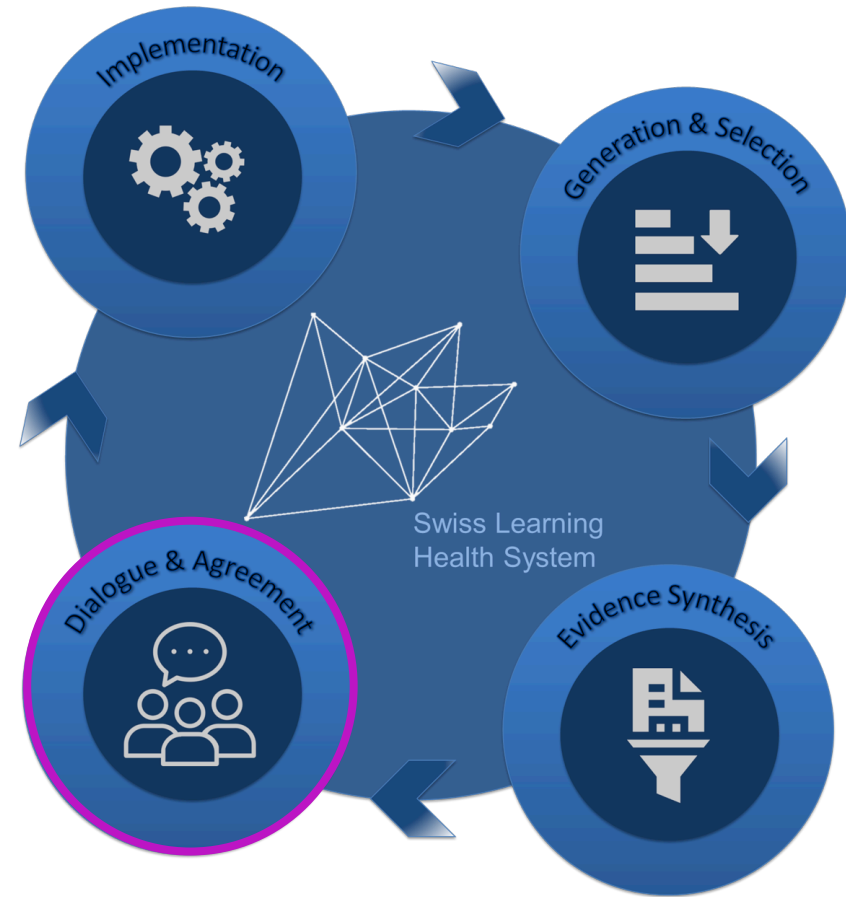 Implementation
Generation & Selection
Swiss Learning
Health System
Dialogue & Agreement
Evidence Synthesis